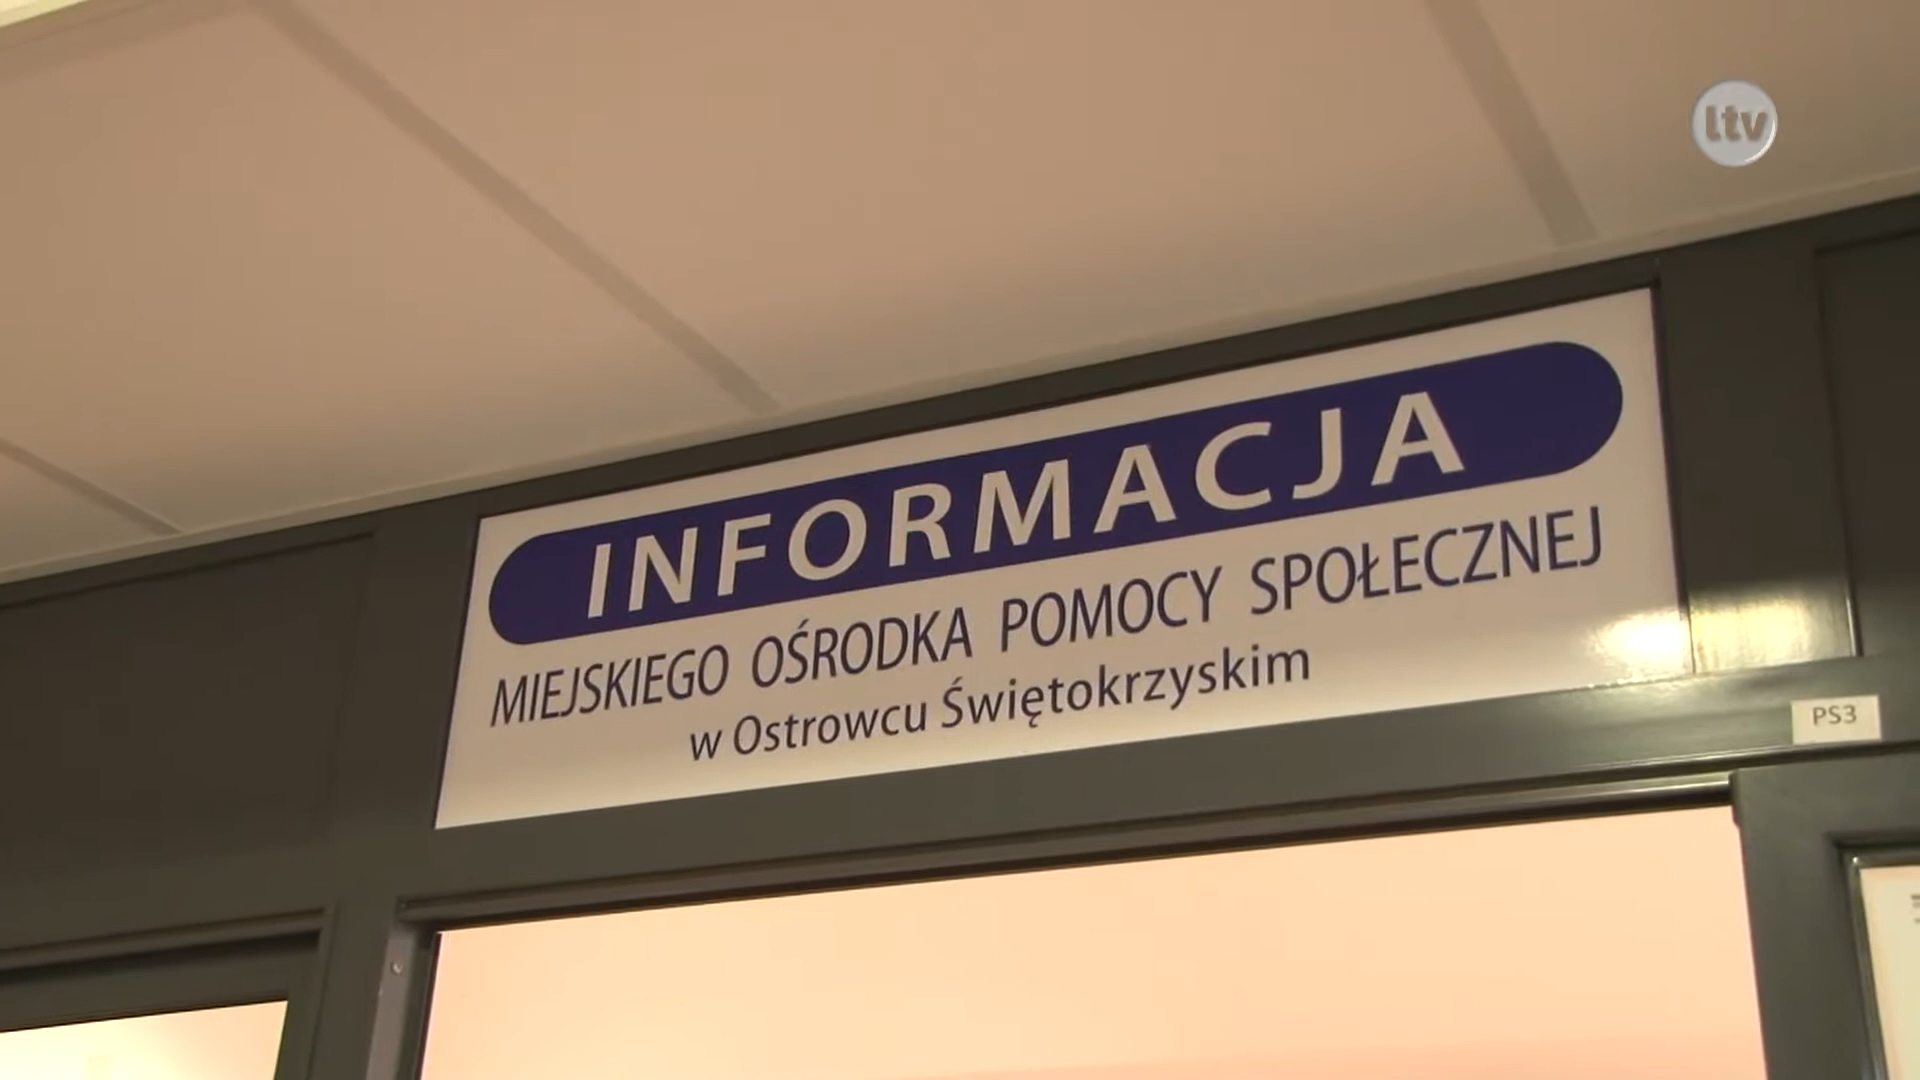 ltv
INFORMACJA
MIEJSKIEGO OŚRODKA POMOCY SPOŁECZNEJ
w Ostrowcu Świętokrzyskim
PS3